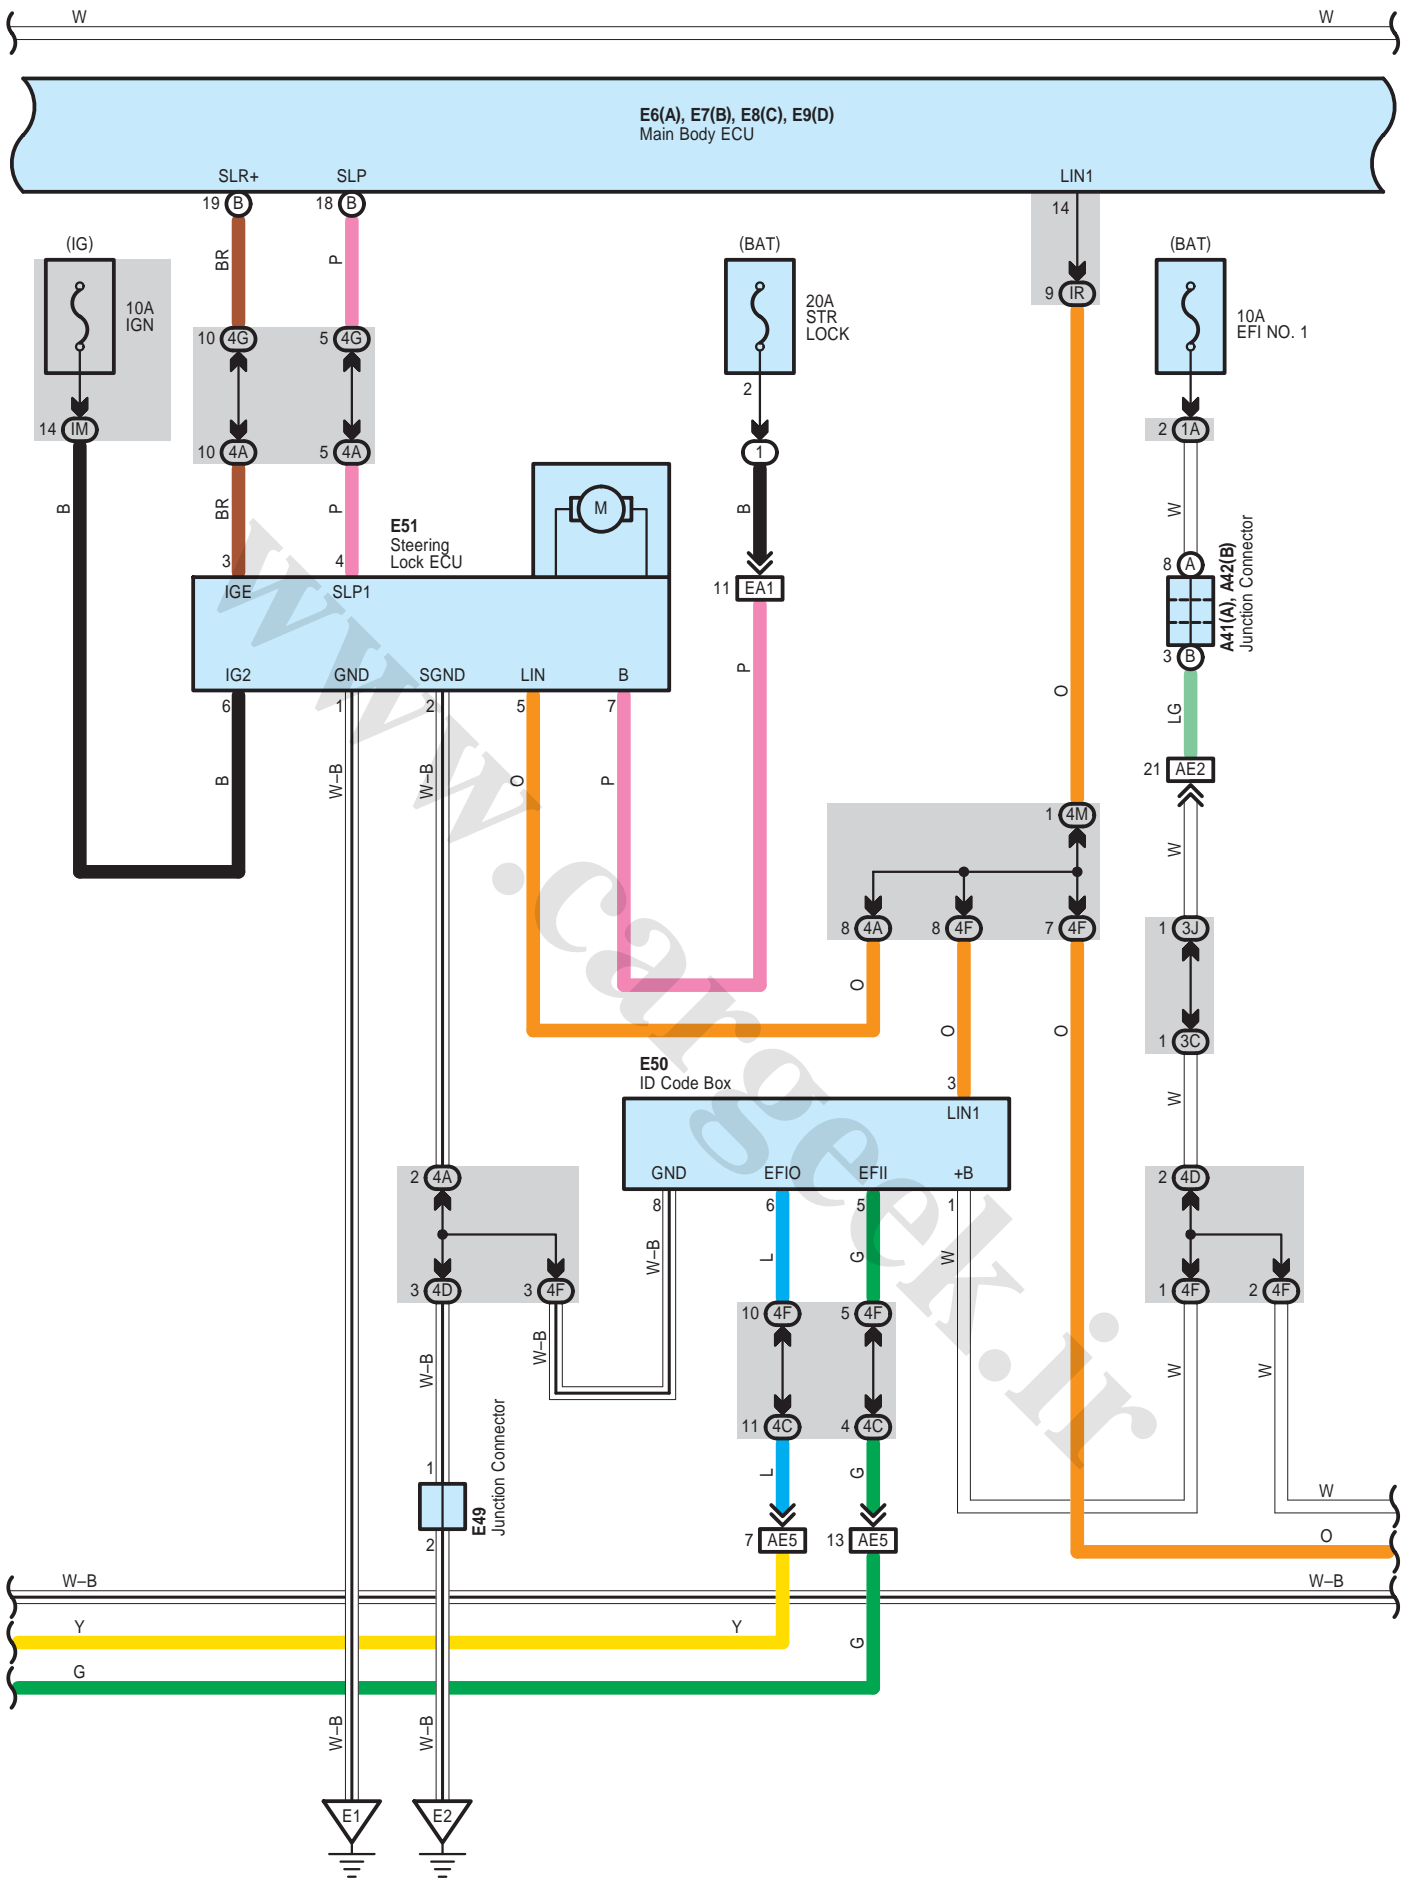 W W
E6(A), E7(B), E8(C), E9(D)
Main Body ECU
SLR+ SLP LIN1
19 B 18 B 14
(IG) (BAT) (BAT)
BR P
9 IR
10A
IGN
20A
STR
LOCK
10A
EFI NO. 1
10 4G 5 4G
2
14 IM 2 1A
10 4A 5 4A 1
B BR P B W
E51
Steering
Lock ECU
M
3 4
8 A
11 EA1
A41(A), A42(B)
Junction Connector
IGE SLP1
3 B
IG2 GND SGND LIN B
6 1 2 5 7
P O LG
B W–B W–B O P
21 AE2
1 4M
W
8 4A 8 4F 7 4F 1 3J
O O O
1 3C
E50
ID Code Box
3
LIN1
W
2 4A 2 4D
GND EFIO EFII +B
8 6 5 1
W–B L G W
3 4D 3 4F 1 4F 2 4F
10 4F 5 4F
W–B W–B W W
11 4C 4 4C
1
L G
E49
Junction Connector
W
2
7 AE5 13 AE5
O
W–B W–B
Y Y
G G
W–B W–B
E1 E2
www.cargeek.ir